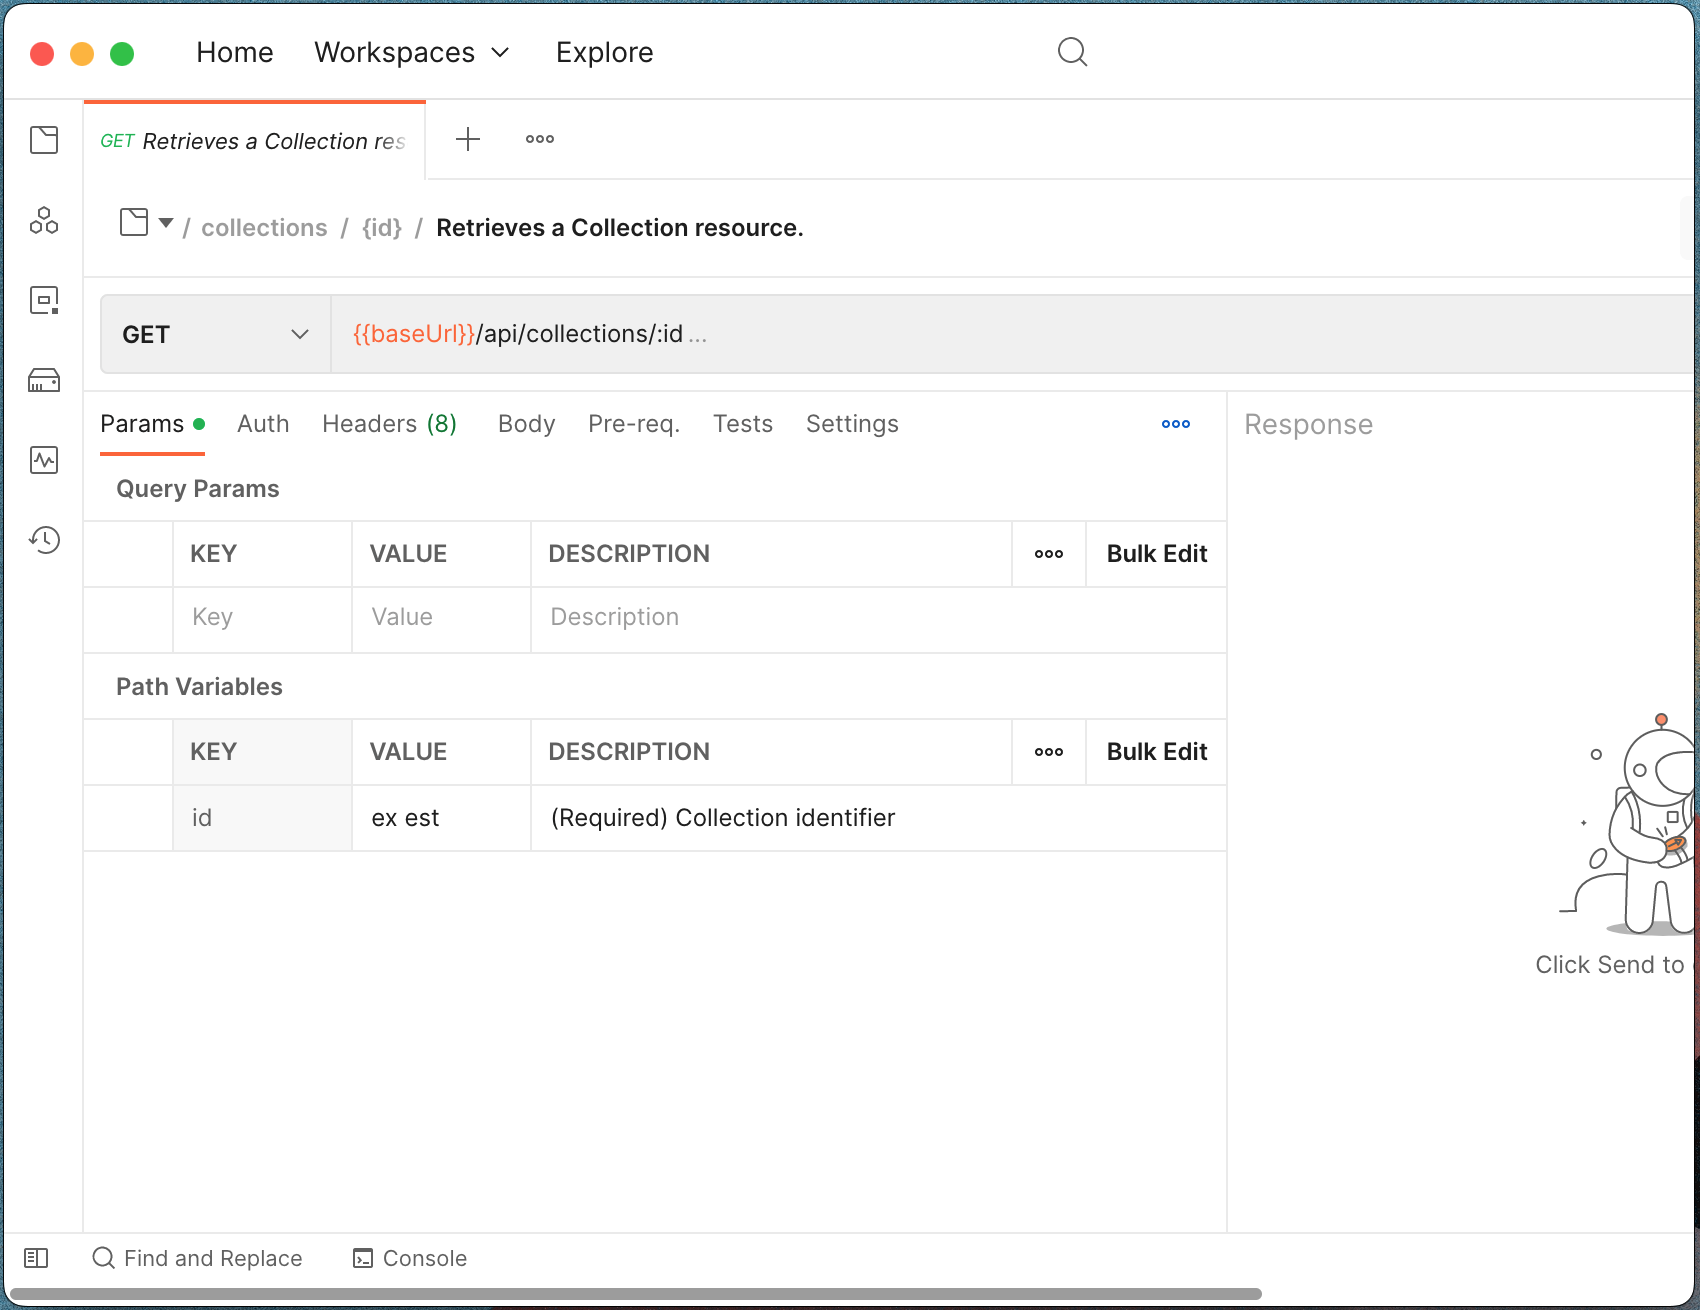 Home Workspaces Explore
GET Retrieves a Collection res
/ collections / {id} / Retrieves a Collection resource.
GET {{baseUrl}}/api/collections/:id ...
Params Auth Headers (8) Body Pre-req. Tests Settings
Response
Query Params
KEY VALUE DESCRIPTION Bulk Edit
Key Value Description
Path Variables
KEY VALUE DESCRIPTION Bulk Edit
id ex est (Required) Collection identifier
Click Send to
Find and Replace Console